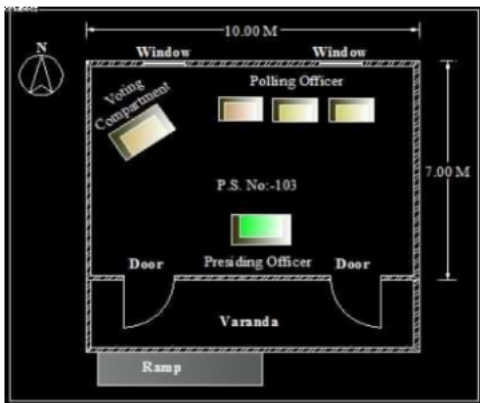 10.00 M
N
Window
Window
Polling Officer
Voting
Compartment
7.00 M
P.S. No:-103
Door
Presiding Officer
Door
Varanda
Ramp